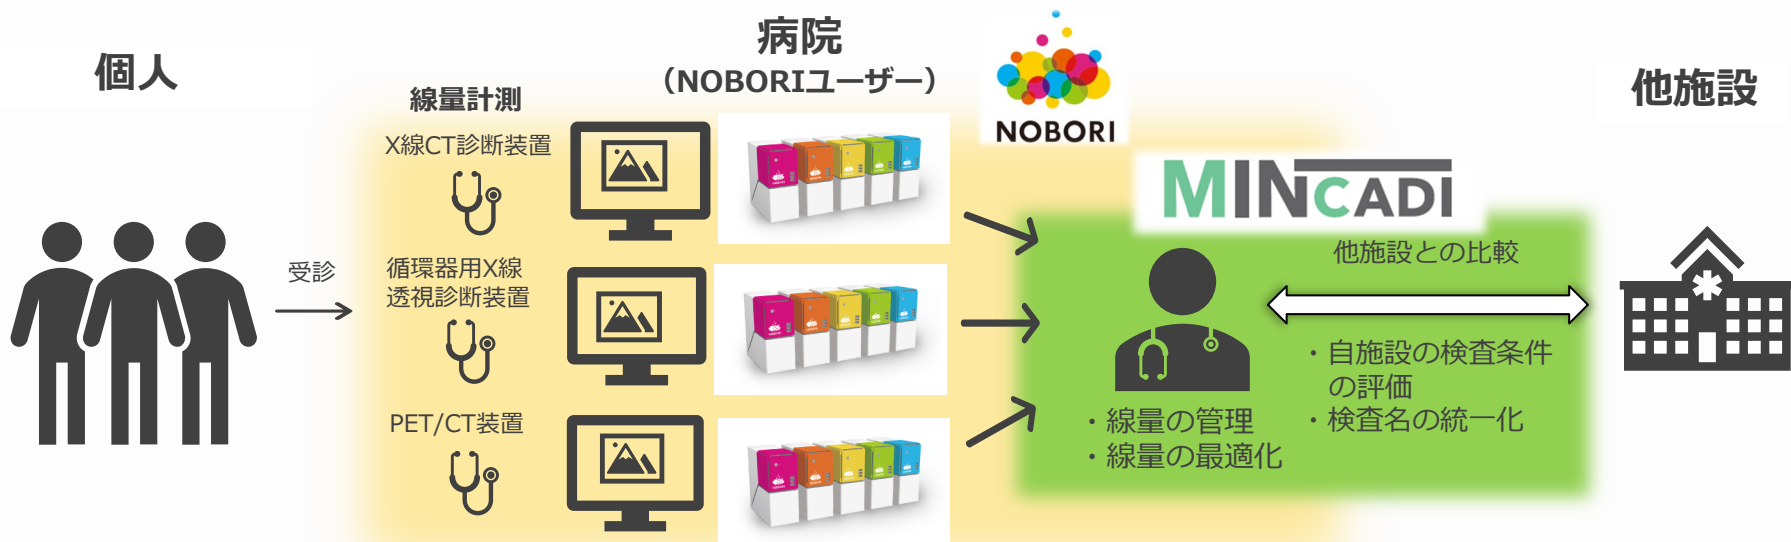 個人
受診
線量計測
X線CT診断装置
循環器用X線
透視診断装置
PET/CT装置
病院
（NOBORIユーザー）
NOBORI
MINCADI
他施設との比較
・自施設の検査条件
の評価
・検査名の統一化
・線量の管理
・線量の最適化
他施設